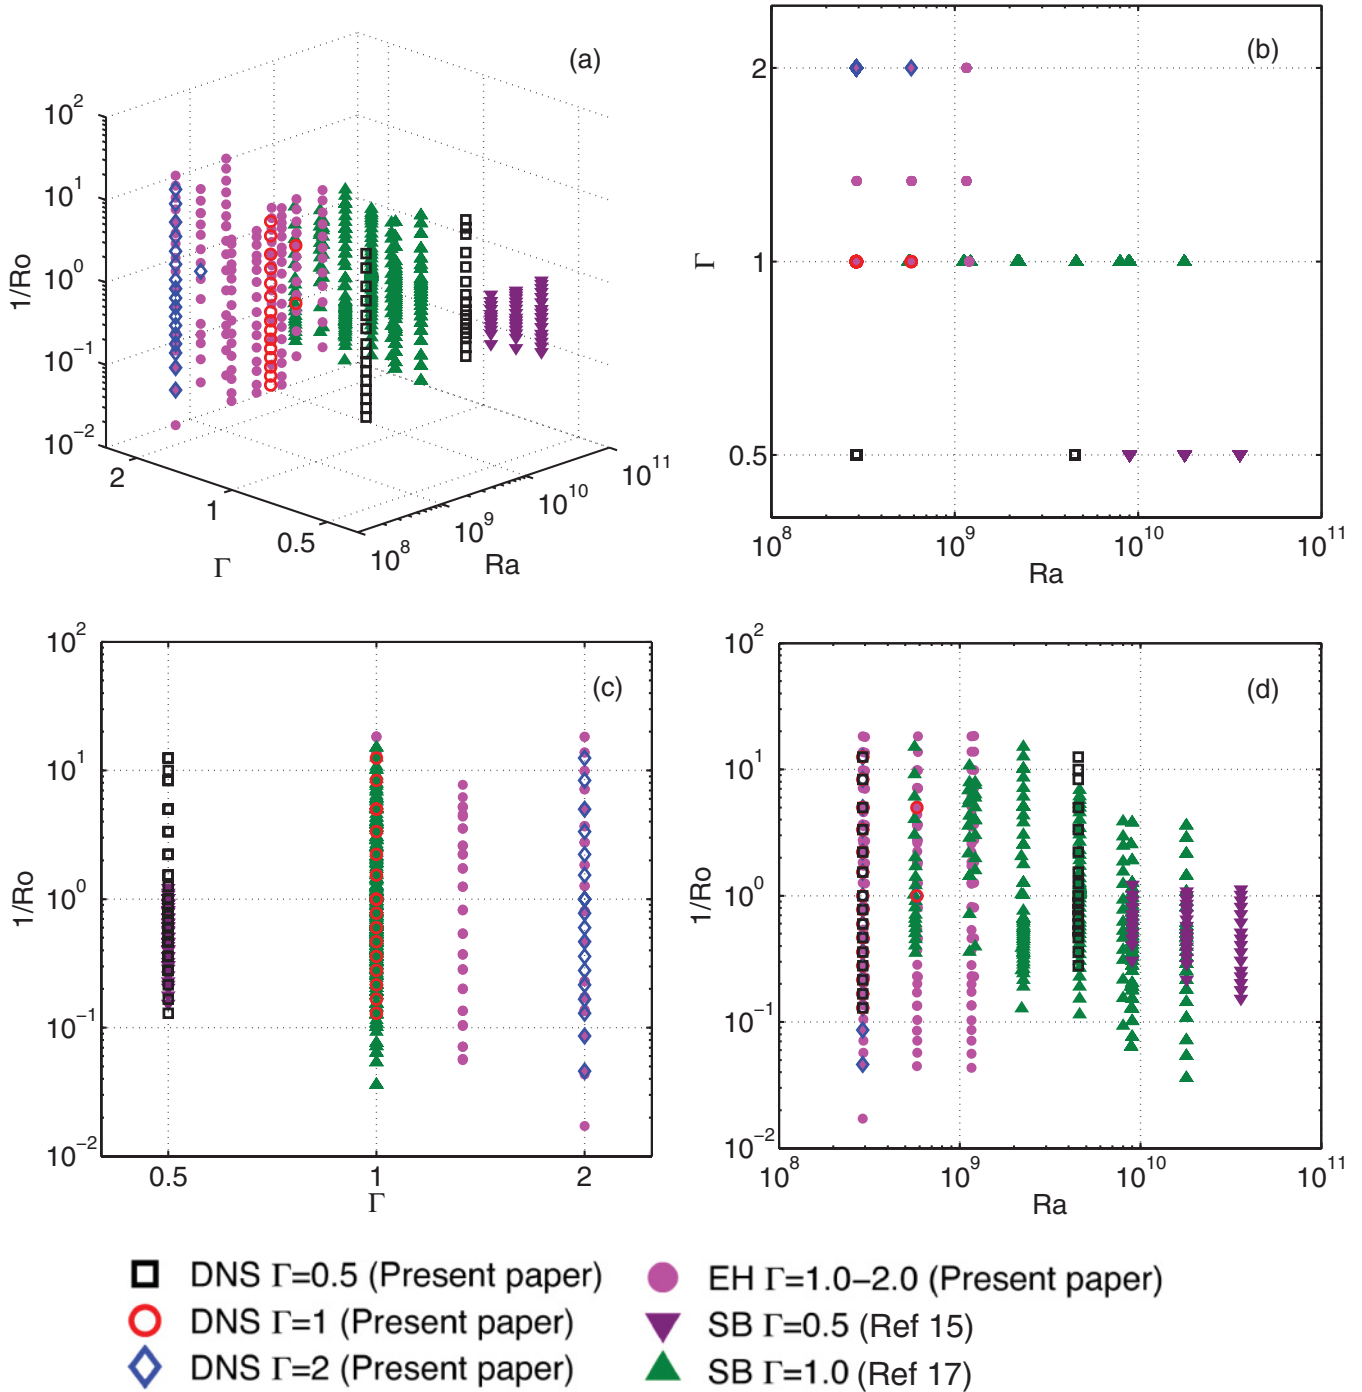 (a)
10^2
10^1
10^0
10^−1
10^−2
1/Ro
2
1
0.5
Γ
10^8
10^9
10^10
10^11
Ra
(b)
2
1
0.5
Γ
10^8
10^9
10^10
10^11
Ra
(c)
10^2
10^1
10^0
10^−1
10^−2
1/Ro
0.5
1
2
Γ
(d)
10^2
10^1
10^0
10^−1
10^−2
1/Ro
10^8
10^9
10^10
10^11
Ra
DNS Γ=0.5 (Present paper)
DNS Γ=1 (Present paper)
DNS Γ=2 (Present paper)
EH Γ=1.0−2.0 (Present paper)
SB Γ=0.5 (Ref 15)
SB Γ=1.0 (Ref 17)